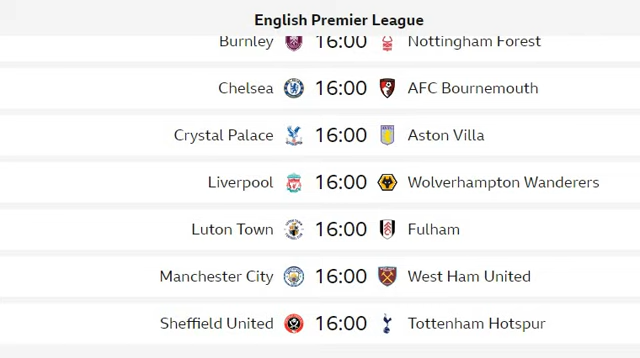 English Premier League
Burnley 16:00 Nottingham Forest
Chelsea 16:00 AFC Bournemouth
Crystal Palace 16:00 Aston Villa
Liverpool 16:00 Wolverhampton Wanderers
Luton Town 16:00 Fulham
Manchester City 16:00 West Ham United
Sheffield United 16:00 Tottenham Hotspur